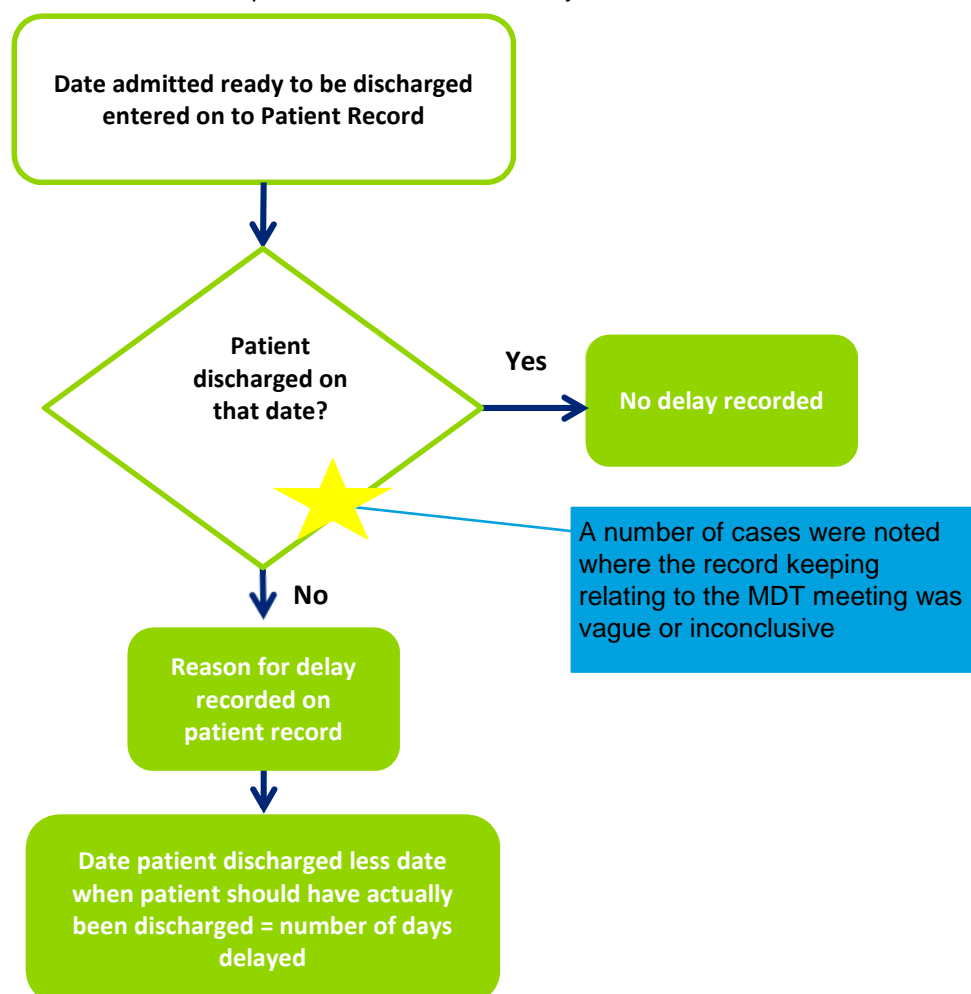 Date admitted ready to be discharged
entered on to Patient Record
Patient
discharged on
that date?
Yes
No delay recorded
A number of cases were noted
where the record keeping
relating to the MDT meeting was
vague or inconclusive
No
Reason for delay
recorded on
patient record
Date patient discharged less date
when patient should have actually
been discharged = number of days
delayed